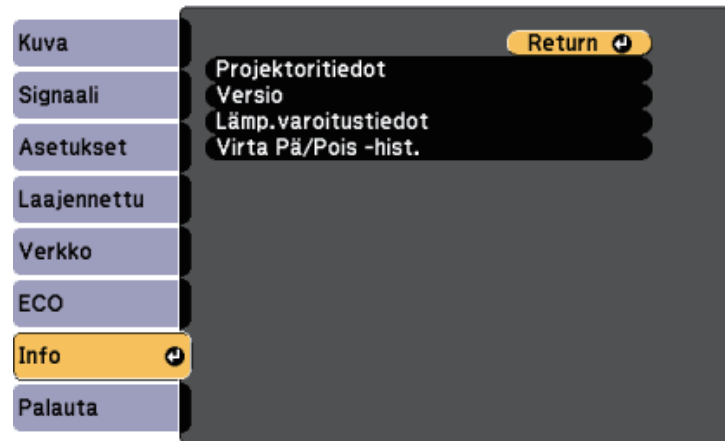 Kuva
Signaali
Asetukset
Laajennettu
Verkko
ECO
Info
Palauta
Return
Projektoritiedot
Versio
Lämp.varoitustiedot
Virta Pä/Pois -hist.